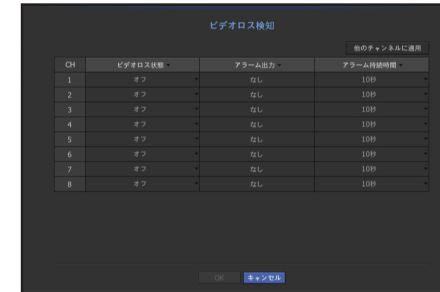 ビデオロス検知
他のチャンネルに適用
CH ビデオロス状態 アラーム出力 アラーム持続時間
1 オフ なし 10秒
2 オフ なし 10秒
3 オフ なし 10秒
4 オフ なし 10秒
5 オフ なし 10秒
6 オフ なし 10秒
7 オフ なし 10秒
8 オフ なし 10秒
OK キャンセル